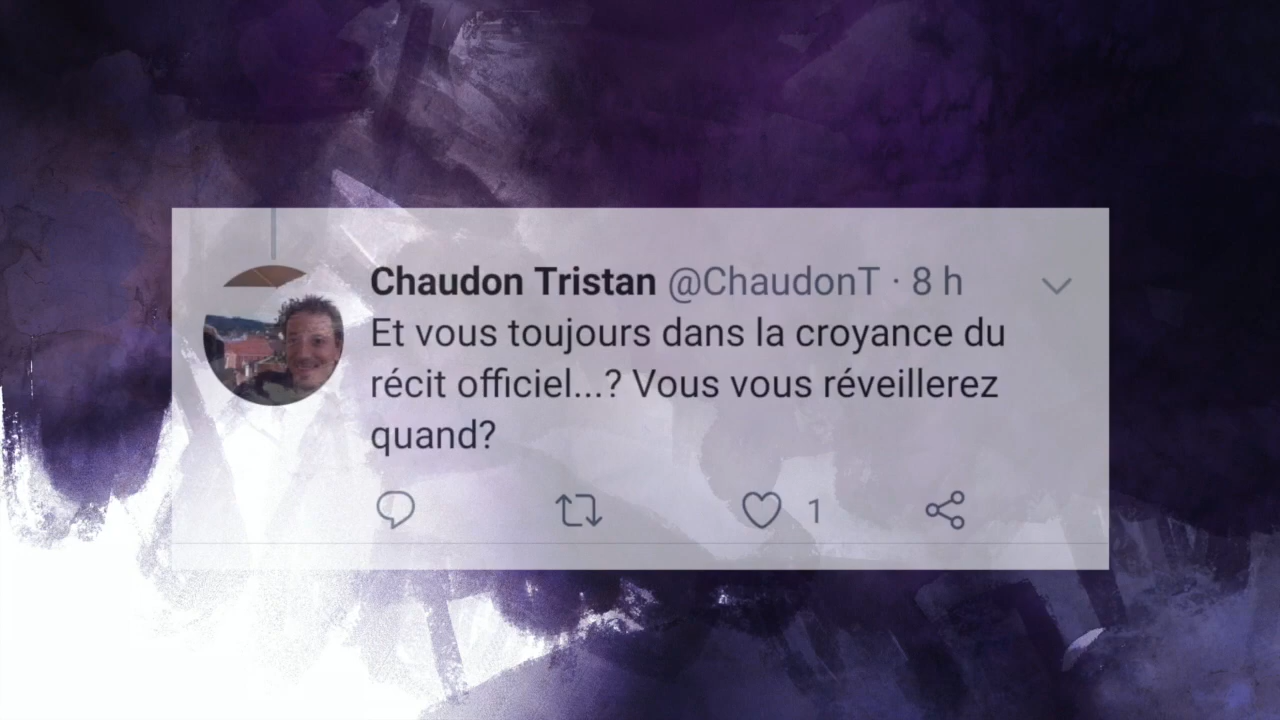 Chaudon Tristan @ChaudonT · 8 h
Et vous toujours dans la croyance du
récit officiel...? Vous vous réveillerez
quand?
1